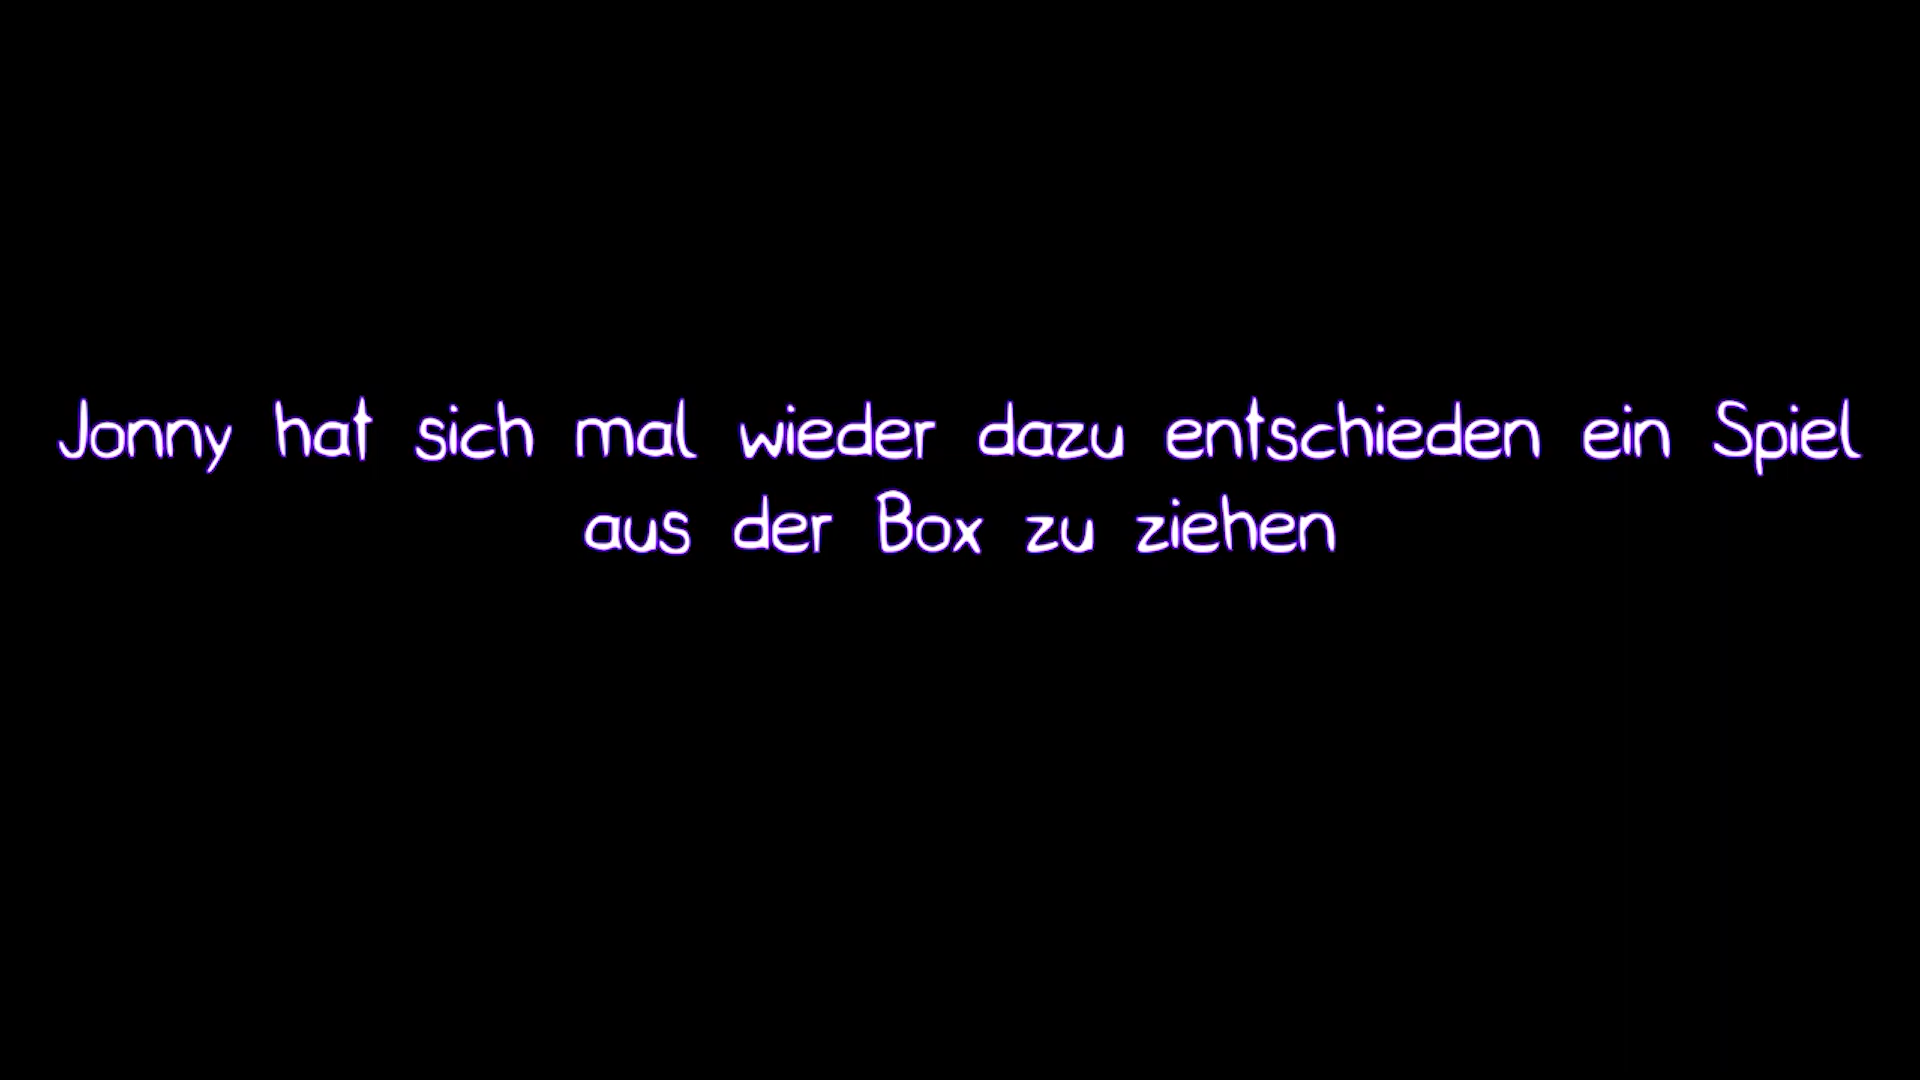 Jonny hat sich mal wieder dazu entschieden ein Spiel
aus der Box zu ziehen